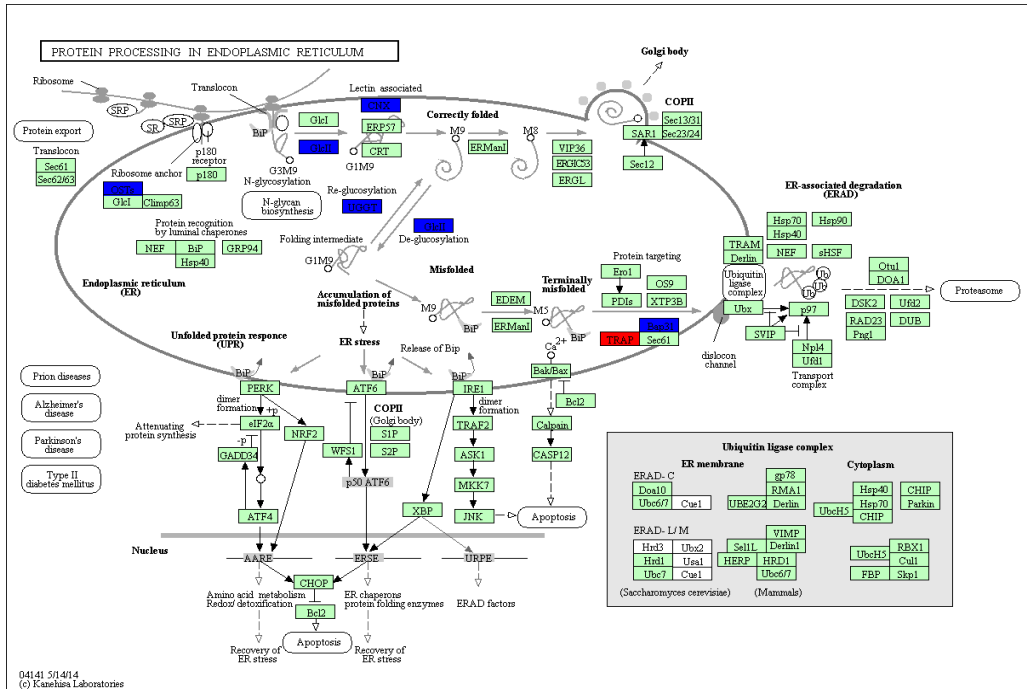 PROTEIN PROCESSING IN ENDOPLASMIC RETICULUM
Golgi body
Ribosome
Translocon
Lectin associated
SRP
SR
SRP
Protein export
CNX
GlcI
ERP57
CRT
Correctly folded
M9
M8
COPII
Sec13/31
SAR1
Sec23/24
Sec12
BiP
G3M9
G1M9
N-glycosylation
ERManI
VIP36
ERGIC53
ERGL
Translocon
Sec61
Sec62/63
p180
receptor
p180
Ribosome anchor
GlcI
Climp63
N-glycan
biosynthesis
Re-glucosylation
UGGT
De-glucosylation
ER-associated degradation
(ERAD)
Protein recognition
by luminal chaperones
NEF
BiP
GRP94
Hsp40
Folding intermediate
G1M9
Endoplasmic reticulum
(ER)
Misfolded
Accumulation of
misfolded proteins
M9
BiP
EDEM
ERManI
Terminally
misfolded
M5
BiP
Protein targeting
Ero1
PDIs
OS9
XTP3B
TRAP
Sec61
TRAM
Derlin
Ubiquitin
ligase
complex
Ubx
dislocon
channel
Hsp70
Hsp40
Hsp90
NEF
sHSF
Ub
Ub
Ub
p97
SVIP
Npl4
Ufd1
Transport
complex
Otu1
DOA1
DSK2
Ufd2
RAD23
DUB
Png1
Proteasome
Unfolded protein responce
(UPR)
ER stress
Release of Bip
Ca2+
BiP
BiP
BiP
PERK
ATF6
IRE1
Bak/Bax
Bcl2
Prion diseases
Alzheimer's
disease
Parkinson's
disease
Type II
diabetes mellitus
dimer
formation
+p
eIF2α
Attenuating
protein synthesis
-p
GADD34
NRF2
ATF4
COPII
(Golgi body)
WFS1
S1P
S2P
p50 ATF6
dimer
formation
TRAF2
ASK1
MKK7
JNK
XBP
Calpain
CASP12
Apoptosis
Nucleus
AARE
ERSE
URPE
CHOP
Bcl2
Apoptosis
Amino acid metabolism
Redox/ detoxification
ER chaperons
protein folding enzymes
ERAD factors
Recovery of
ER stress
Recovery of
ER stress
Ubiquitin ligase complex
ER membrane
Cytoplasm
ERAD- C
Doa10
Ubc6/7
Cue1
gp78
RMA1
UBE2G2
Derlin
Hsp40
Hsp70
CHIP
UbcH5
CHIP
Parkin
ERAD- L/ M
Hrd3
Ubx2
Hrd1
Usa1
Ubc7
Cue1
VIMP
Sel1L
Derlin1
HERP
HRD1
Ubc6/7
UbcH5
RBX1
Cul1
FBP
Skp1
(Saccharomyces cerevisiae)
(Mammals)
04141 5/14/14
(c) Kanehisa Laboratories